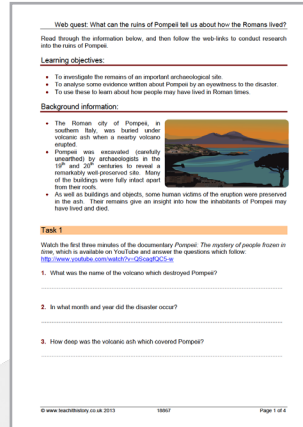 Web quest: What can the ruins of Pompeii tell us about how the Romans lived?
Read through the information below, and then follow the web-links to conduct research
into the ruins of Pompeii.
Learning objectives:
• To investigate the remains of an important archaeological site.
• To analyse some evidence written about Pompeii by an eyewitness to the disaster.
• To use these to learn about how people may have lived in Roman times.
Background information:
• The Roman city of Pompeii, in
southern Italy, was buried under
volcanic ash when a nearby volcano
erupted.
• Pompeii was excavated (carefully
unearthed) by archaeologists in the
19th and 20th centuries to reveal a
remarkably well-preserved site. Many
of the buildings were fully intact apart
from their roofs.
• As well as buildings and objects, some human victims of the eruption were preserved
in the ash. Their remains give an insight into how the inhabitants of Pompeii may
have lived and died.
Task 1
Watch the first three minutes of the documentary Pompeii: The mystery of people frozen in
time, which is available on YouTube and answer the questions which follow.
http://www.youtube.com/watch?v=QScagfQCS-w
1. What was the name of the volcano which destroyed Pompeii?
2. In what month and year did the disaster occur?
3. How deep was the volcanic ash which covered Pompeii?
© www.teachithistory.co.uk 2013 18867 Page 1 of 4